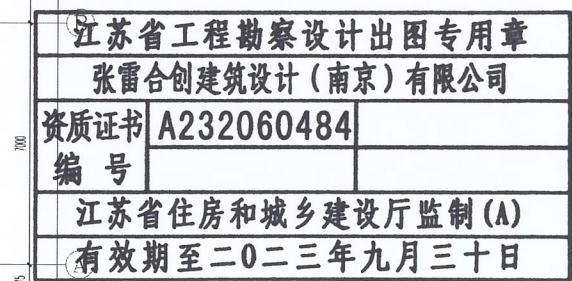 B
江苏省工程勘察设计出图专用章
张雷合创建筑设计(南京)有限公司
7000
资质证书 A232060484
编号
江苏省住房和城乡建设厅监制(A)
A
有效期至二〇二三年九月三十日